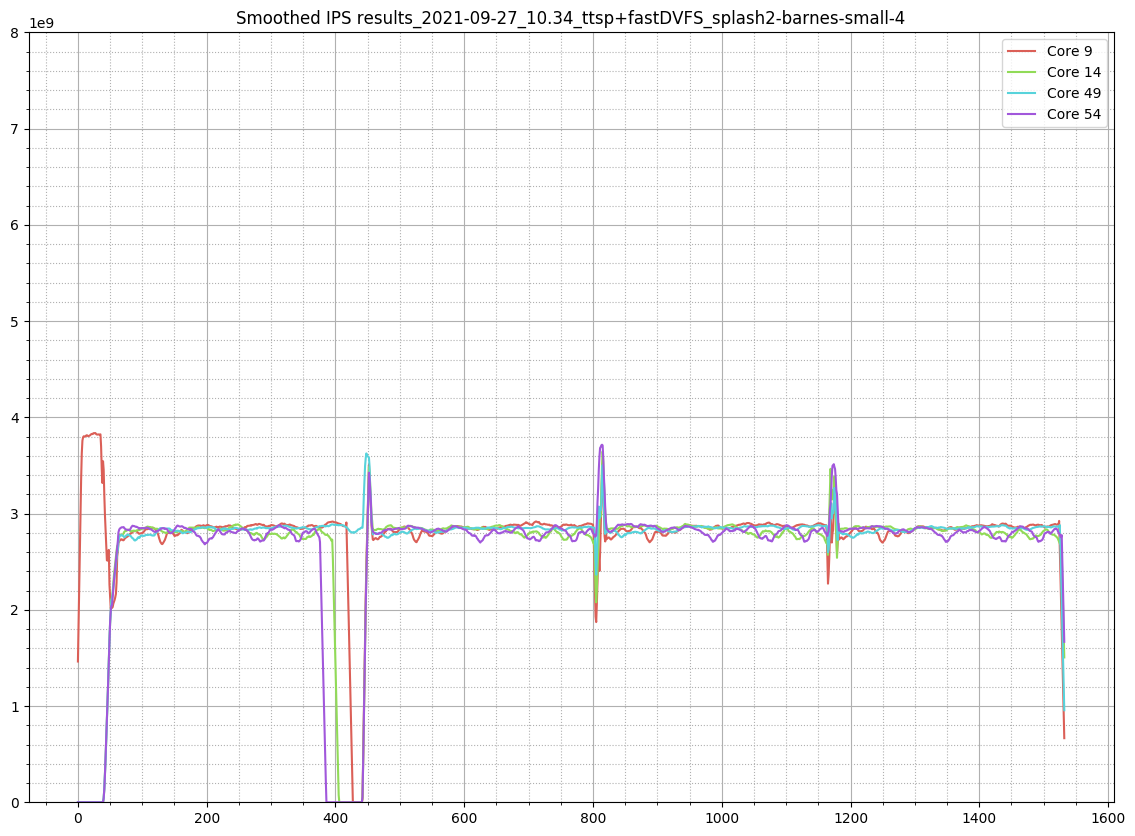 Smoothed IPS results_2021-09-27_10.34_ttsp+fastDVFS_splash2-barnes-small-4
1e9
8
7
6
5
4
3
2
1
0
Core 9
Core 14
Core 49
Core 54
0 200 400 600 800 1000 1200 1400 1600